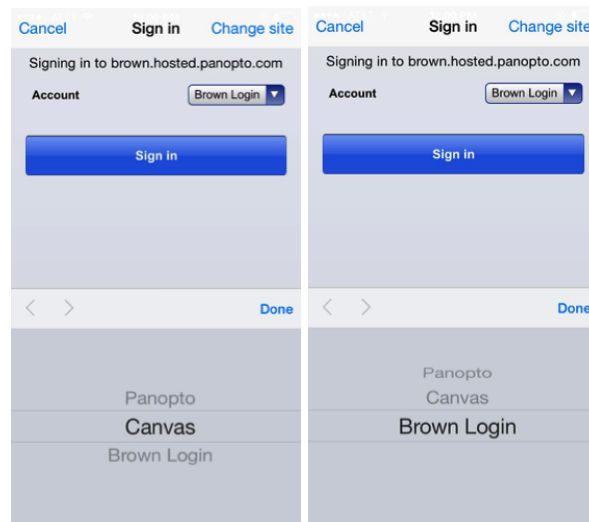 Cancel Sign in Change site
Signing in to brown.hosted.panopto.com
Account Brown Login
Sign in
Done
Panopto
Canvas
Brown Login
Cancel Sign in Change site
Signing in to brown.hosted.panopto.com
Account Brown Login
Sign in
Done
Panopto
Canvas
Brown Login